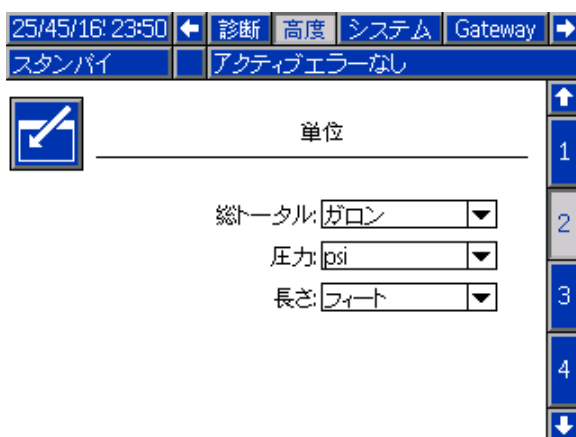 25/45/16! 23:50 診断 高度 システム Gateway
スタンバイ アクティブエラーなし
単位
1
総トータル: ガロン
2
圧力: psi
長さ: フィート
3
4